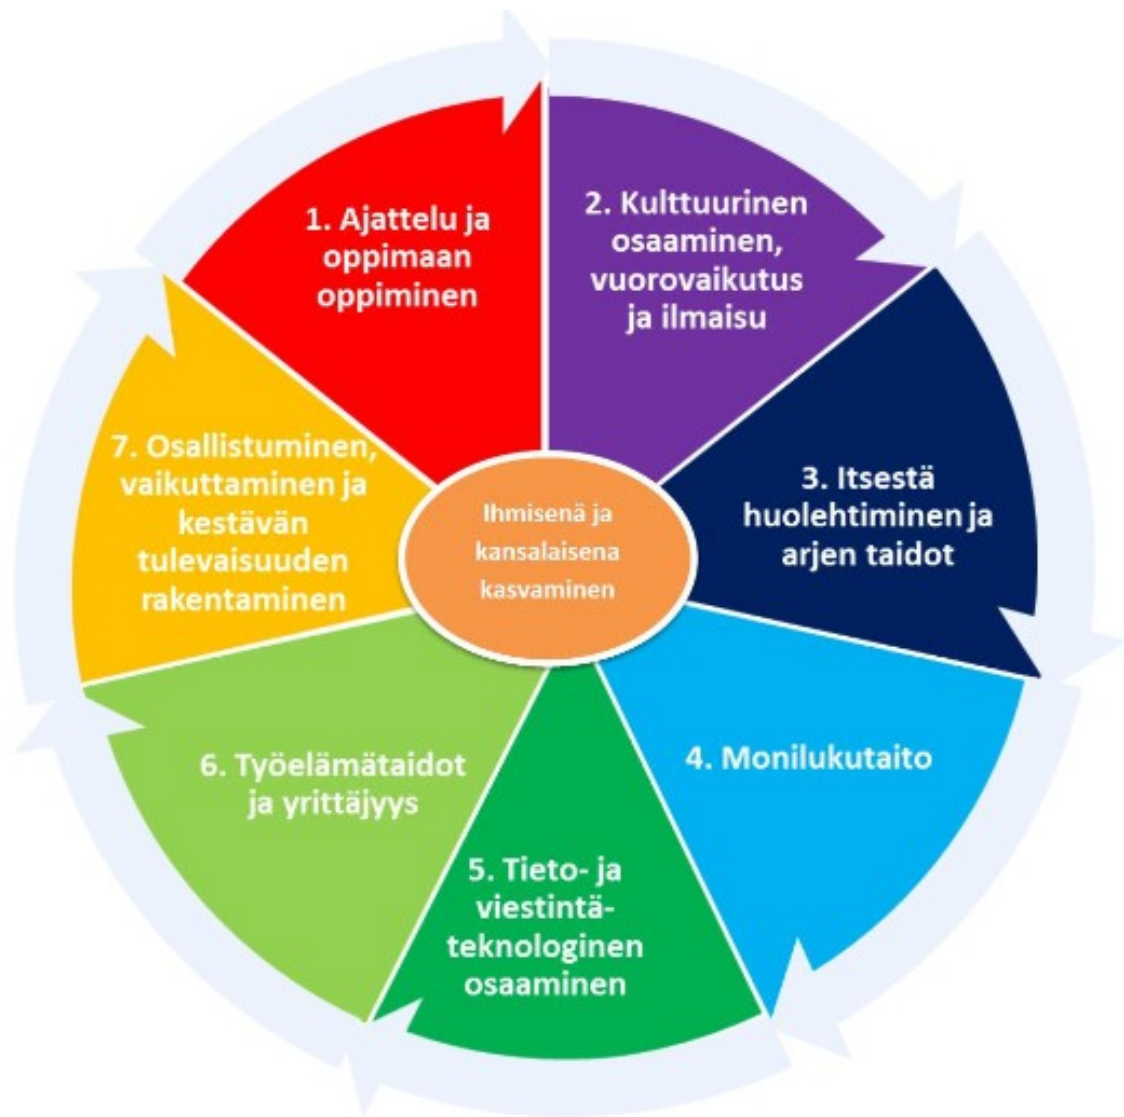 1. Ajattelu ja
oppimaan
oppiminen
2. Kulttuurinen
osaaminen,
vuorovaikutus
ja ilmaisu
3. Itsestä
huolehtiminen ja
arjen taidot
4. Monilukutaito
5. Tieto- ja
viestintä-
teknologinen
osaaminen
6. Työelämätaidot
ja yrittäjyys
7. Osallistuminen,
vaikuttaminen ja
kestävän
tulevaisuuden
rakentaminen
Ihmisenä ja
kansalaisena
kasvaminen